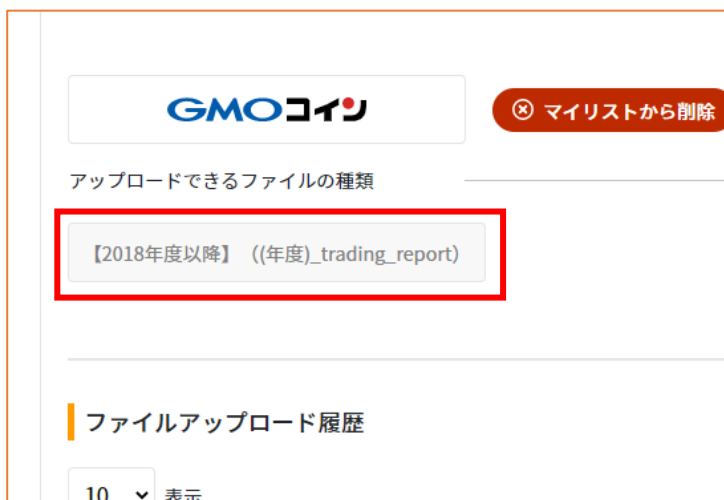 GMOコイン
マイリストから削除
アップロードできるファイルの種類
【2018年度以降】（(年度)_trading_report）
ファイルアップロード履歴
10 表示